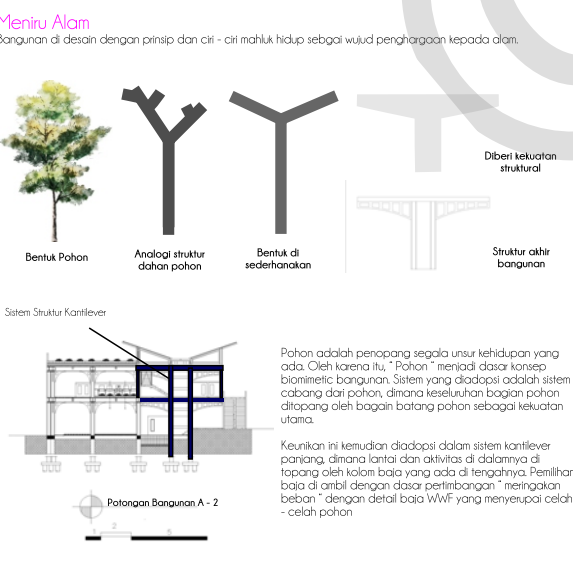 Meniru Alam
Bangunan di desain dengan prinsip dan ciri - ciri mahluk hidup sebgai wujud penghargaan kepada alam.
Diberi kekuatan
struktural
Bentuk Pohon
Analogi struktur
dahan pohon
Bentuk di
sederhanakan
Struktur akhir
bangunan
Sistem Struktur Kantilever
Pohon adalah penopang segala unsur kehidupan yang
ada. Oleh karena itu, " Pohon " menjadi dasar konsep
biomimetic bangunan. Sistem yang diadopsi adalah sistem
cabang dari pohon, dimana keseluruhan bagian pohon
ditopang oleh bagain batang pohon sebagai kekuatan
utama.
Keunikan ini kemudian diadopsi dalam sistem kantilever
panjang, dimana lantai dan aktivitas di dalamnya di
topang oleh kolom baja yang ada di tengahnya. Pemilihan
baja di ambil dengan dasar pertimbangan " meringakan
beban " dengan detail baja WWF yang menyerupai celah
- celah pohon
Potongan Bangunan A - 2
1 2 5